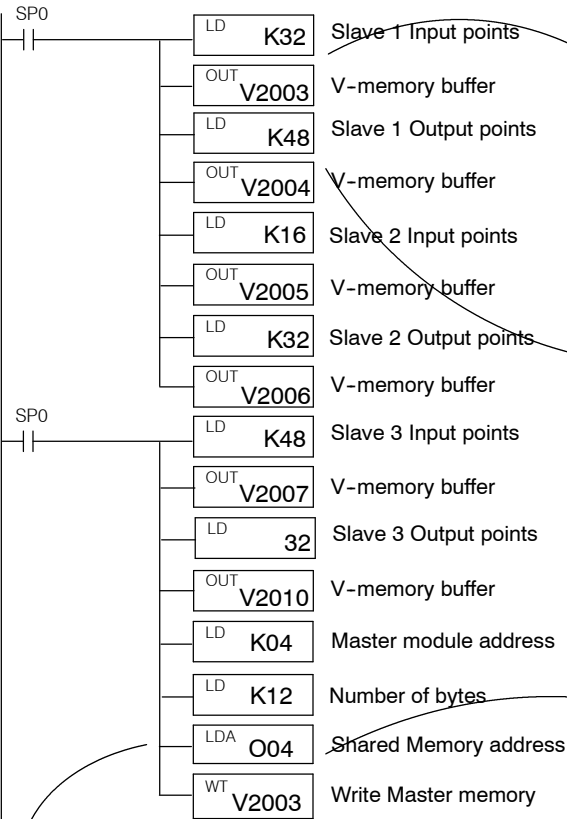 SP0
LD K32 Slave 1 Input points
OUT V2003 V-memory buffer
LD K48 Slave 1 Output points
OUT V2004 V-memory buffer
LD K16 Slave 2 Input points
OUT V2005 V-memory buffer
LD K32 Slave 2 Output points
OUT V2006 V-memory buffer
SP0
LD K48 Slave 3 Input points
OUT V2007 V-memory buffer
LD 32 Slave 3 Output points
OUT V2010 V-memory buffer
LD K04 Master module address
LD K12 Number of bytes
LDA O04 Shared Memory address
WT V2003 Write Master memory